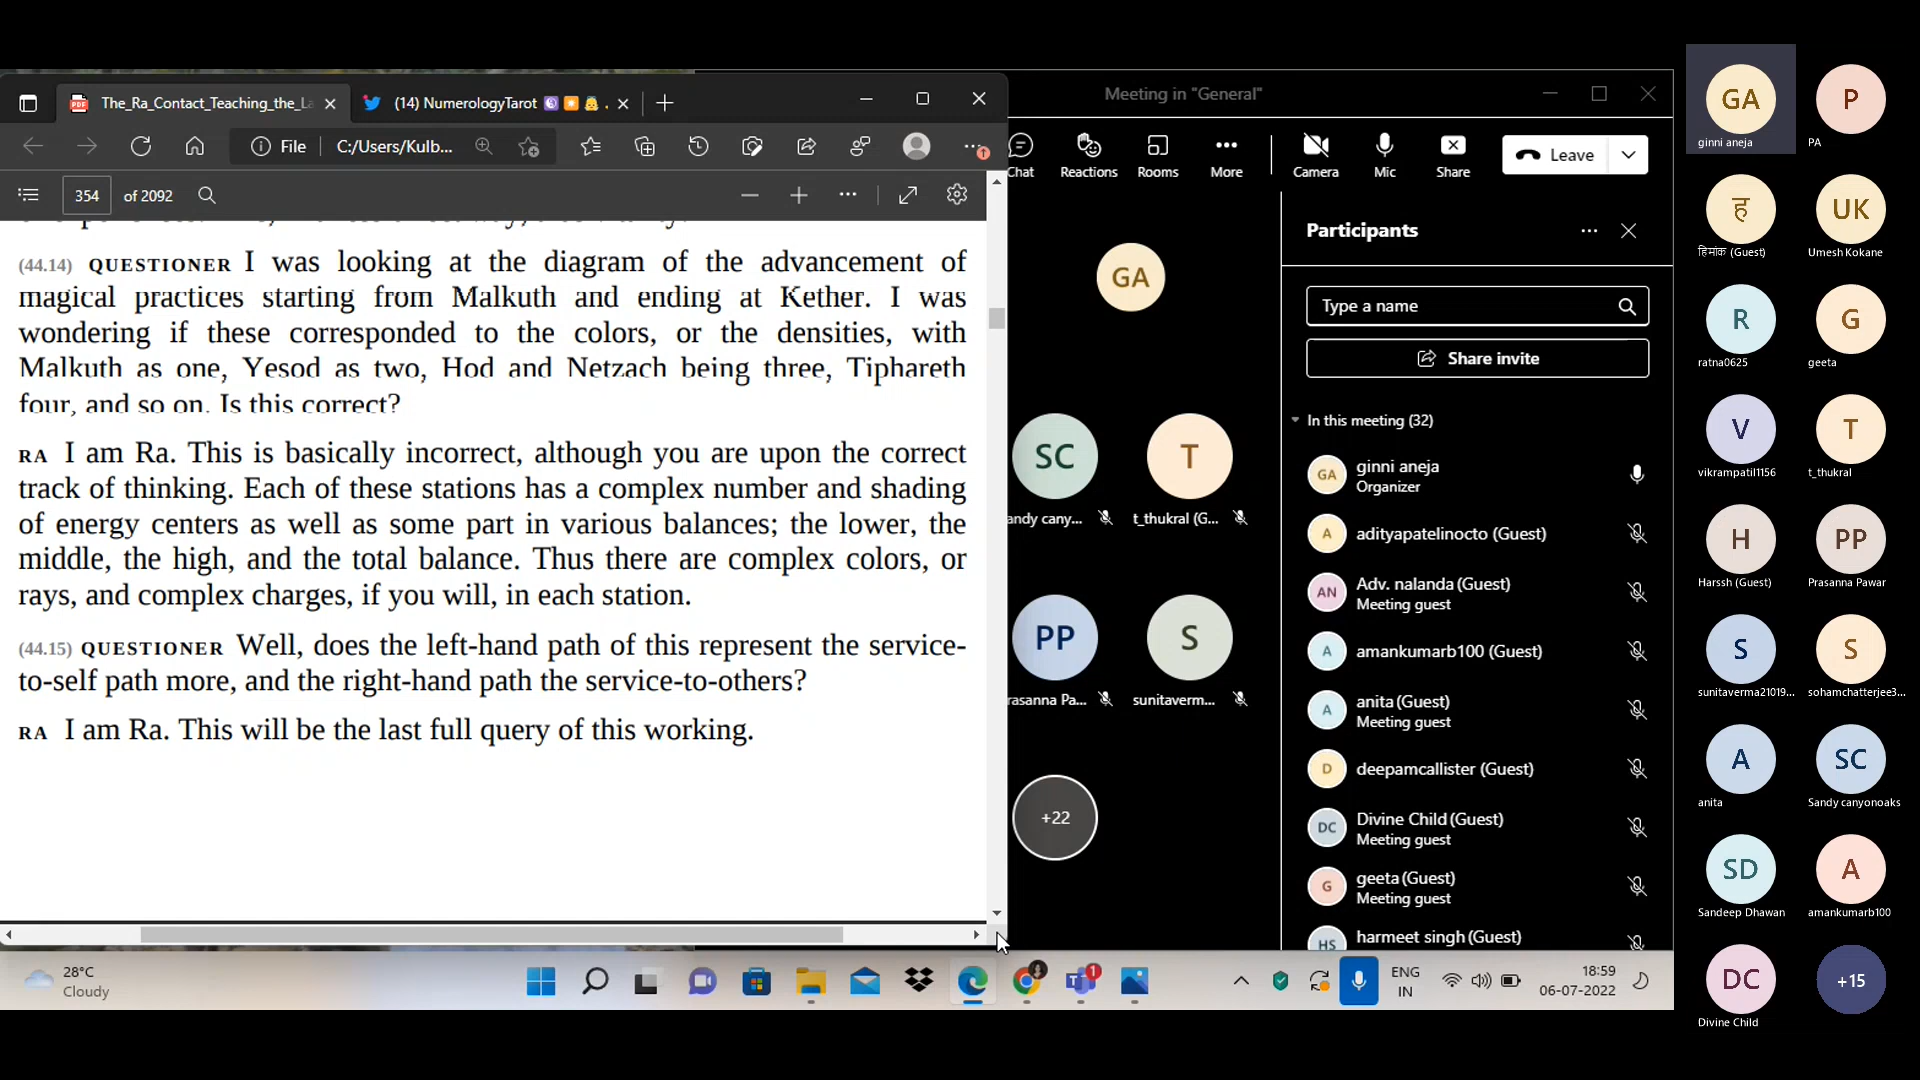 The_Ra_Contact_Teaching_the_La
(14) NumerologyTarot
File
C:/Users/Kulb...
354
of 2092
(44.14) QUESTIONER I was looking at the diagram of the advancement of
magical practices starting from Malkuth and ending at Kether. I was
wondering if these corresponded to the colors, or the densities, with
Malkuth as one, Yesod as two, Hod and Netzach being three, Tiphareth
four, and so on. Is this correct?
RA I am Ra. This is basically incorrect, although you are upon the correct
track of thinking. Each of these stations has a complex number and shading
of energy centers as well as some part in various balances; the lower, the
middle, the high, and the total balance. Thus there are complex colors, or
rays, and complex charges, if you will, in each station.
(44.15) QUESTIONER Well, does the left-hand path of this represent the service-
to-self path more, and the right-hand path the service-to-others?
RA I am Ra. This will be the last full query of this working.
Meeting in "General"
Chat
Reactions
Rooms
More
Camera
Mic
Share
Leave
GA
SC
andy cany...
T
t_thukral (G...
PP
rasanna Pa...
S
sunitaverm...
+22
Participants
Type a name
Share invite
In this meeting (32)
GA
ginni aneja
Organizer
A
adityapatelinocto (Guest)
AN
Adv. nalanda (Guest)
Meeting guest
A
amankumarb100 (Guest)
A
anita (Guest)
Meeting guest
D
deepamcallister (Guest)
DC
Divine Child (Guest)
Meeting guest
G
geeta (Guest)
Meeting guest
HS
harmeet singh (Guest)
GA
ginni aneja
P
PA
ह
हिमांक (Guest)
UK
Umesh Kokane
R
ratna0625
G
geeta
V
vikrampatil1156
T
t_thukral
H
Harssh (Guest)
PP
Prasanna Pawar
S
sunitaverma21019...
S
sohamchatterjee3...
A
anita
SC
Sandy canyonoaks
SD
Sandeep Dhawan
A
amankumarb100
DC
Divine Child
+15
28°C
Cloudy
1
ENG
IN
18:59
06-07-2022